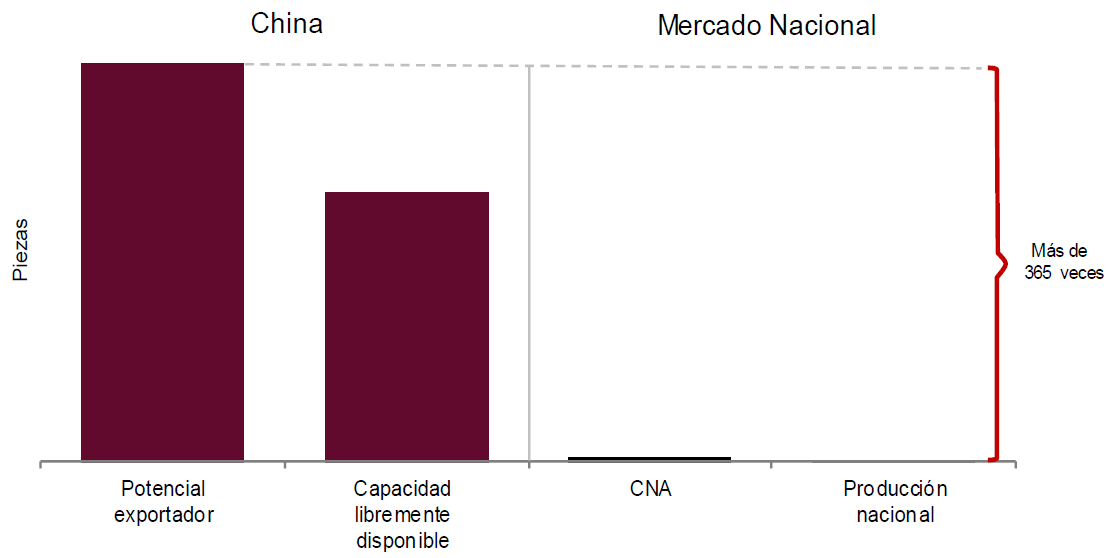 China
Mercado Nacional
Piezas
Más de
365 veces
Potencial
exportador
Capacidad
libremente
disponible
CNA
Producción
nacional